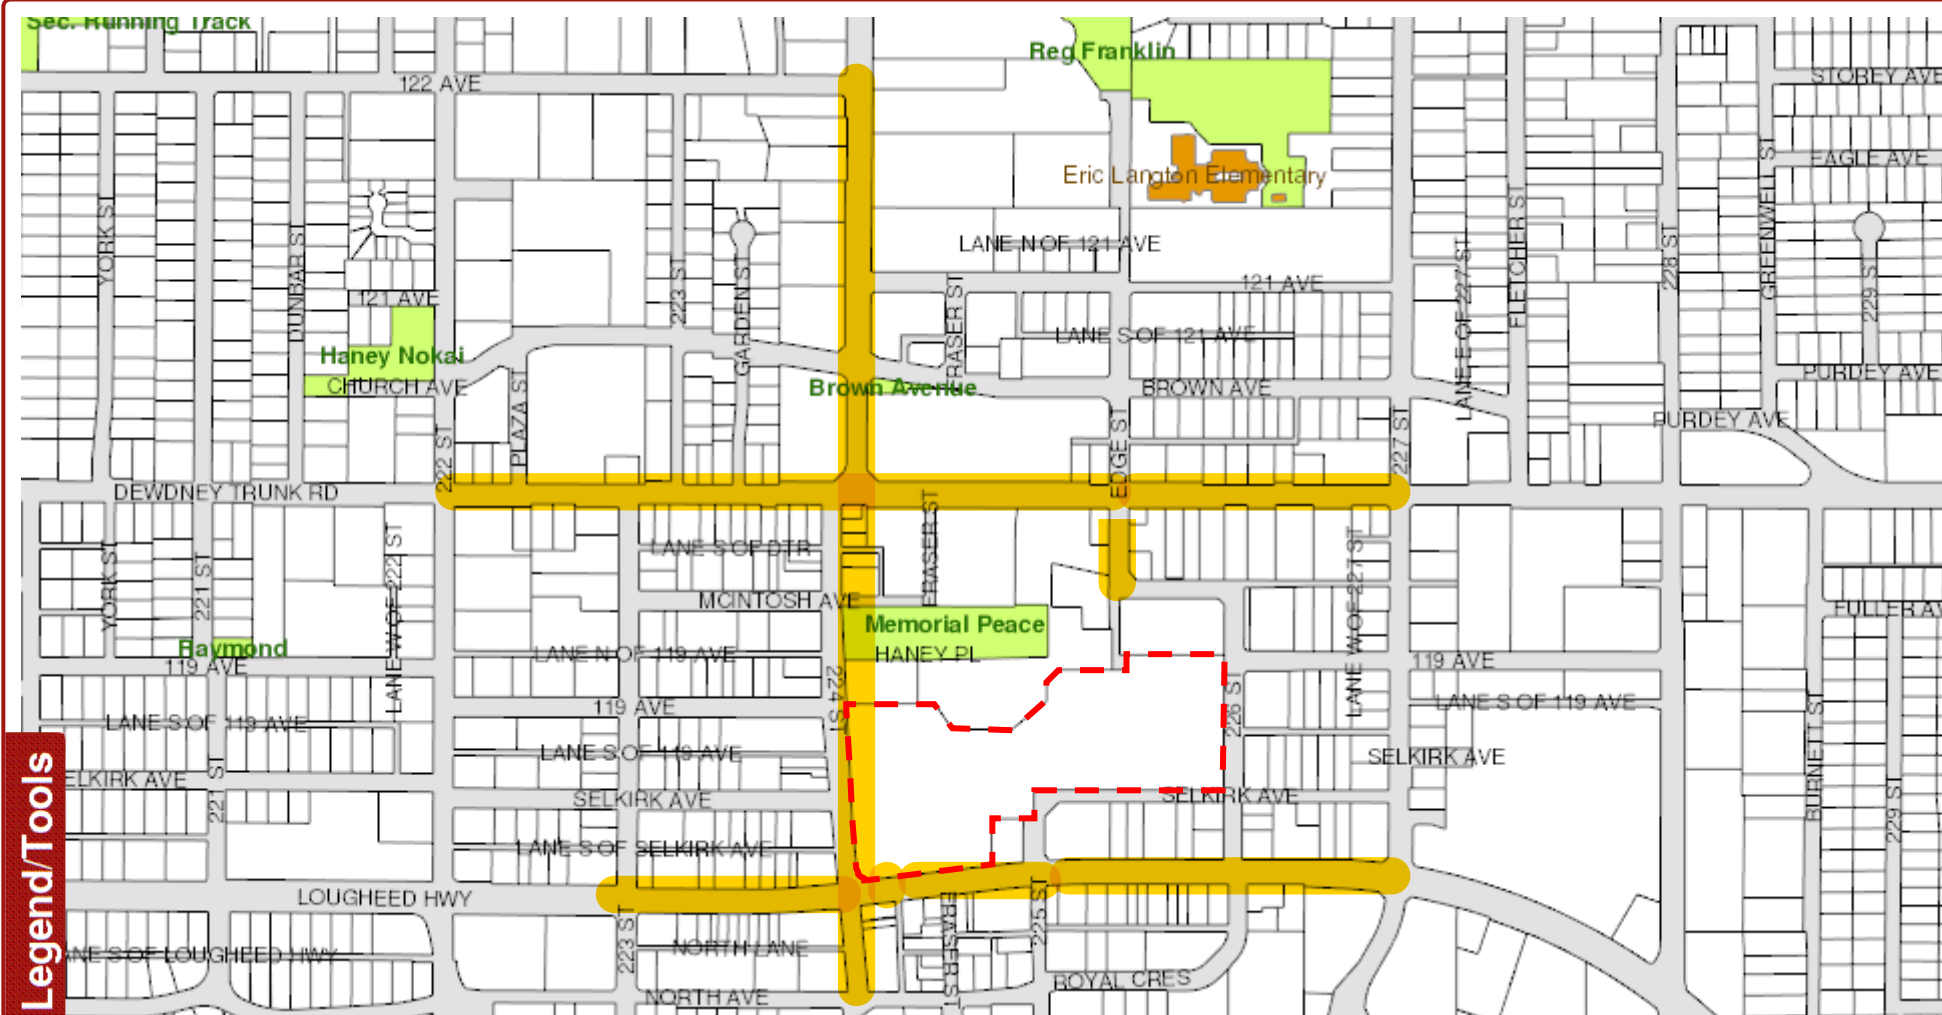 Sec. Running Track
Reg Franklin
122 AVE
STOREY AVE
EAGLE AVE
Eric Langton Elementary
YORK ST
DUNBAR ST
223 ST
GARDEN ST
LANE N OF 121 AVE
121 AVE
FRASER ST
LANE S OF 121 AVE
LANE E OF 227 ST
FLETCHER S
228 ST
GREENWELL ST
229 S
121 AVE
Haney Nokai
CHURCH AVE
PLAZA S
Brown Avenue
BROWN AVE
PURDEY AVE
PURDEY AVE
222 ST
EDGE ST
227 ST
DEWDNEY TRUNK RD
YORK ST
221 ST
LANE W OF 222 ST
LANE S OF DTR
FRASER ST
MCINTOSH AVE
LANE W OF 227 ST
FULLER AV
Memorial Peace
Raymond
119 AVE
LANE N OF 119 AVE
HANEY PL
119 AVE
224 ST
226 ST
LANE S OF 119 AVE
LANE S OF 119 AVE
119 AVE
LANE S OF 119 AVE
SELKIRK AVE
BURNETT ST
ELKIRK AVE
221 ST
SELKIRK AVE
SELKIRK AVE
229 ST
LANE S OF SELKIRK AVE
LOUGHEED HWY
223 ST
FRASER S
225 ST
NORTH LANE
ANE S OF LOUGHEED HWY
ROYAL CRES
NORTH AVE
Legend/Tools